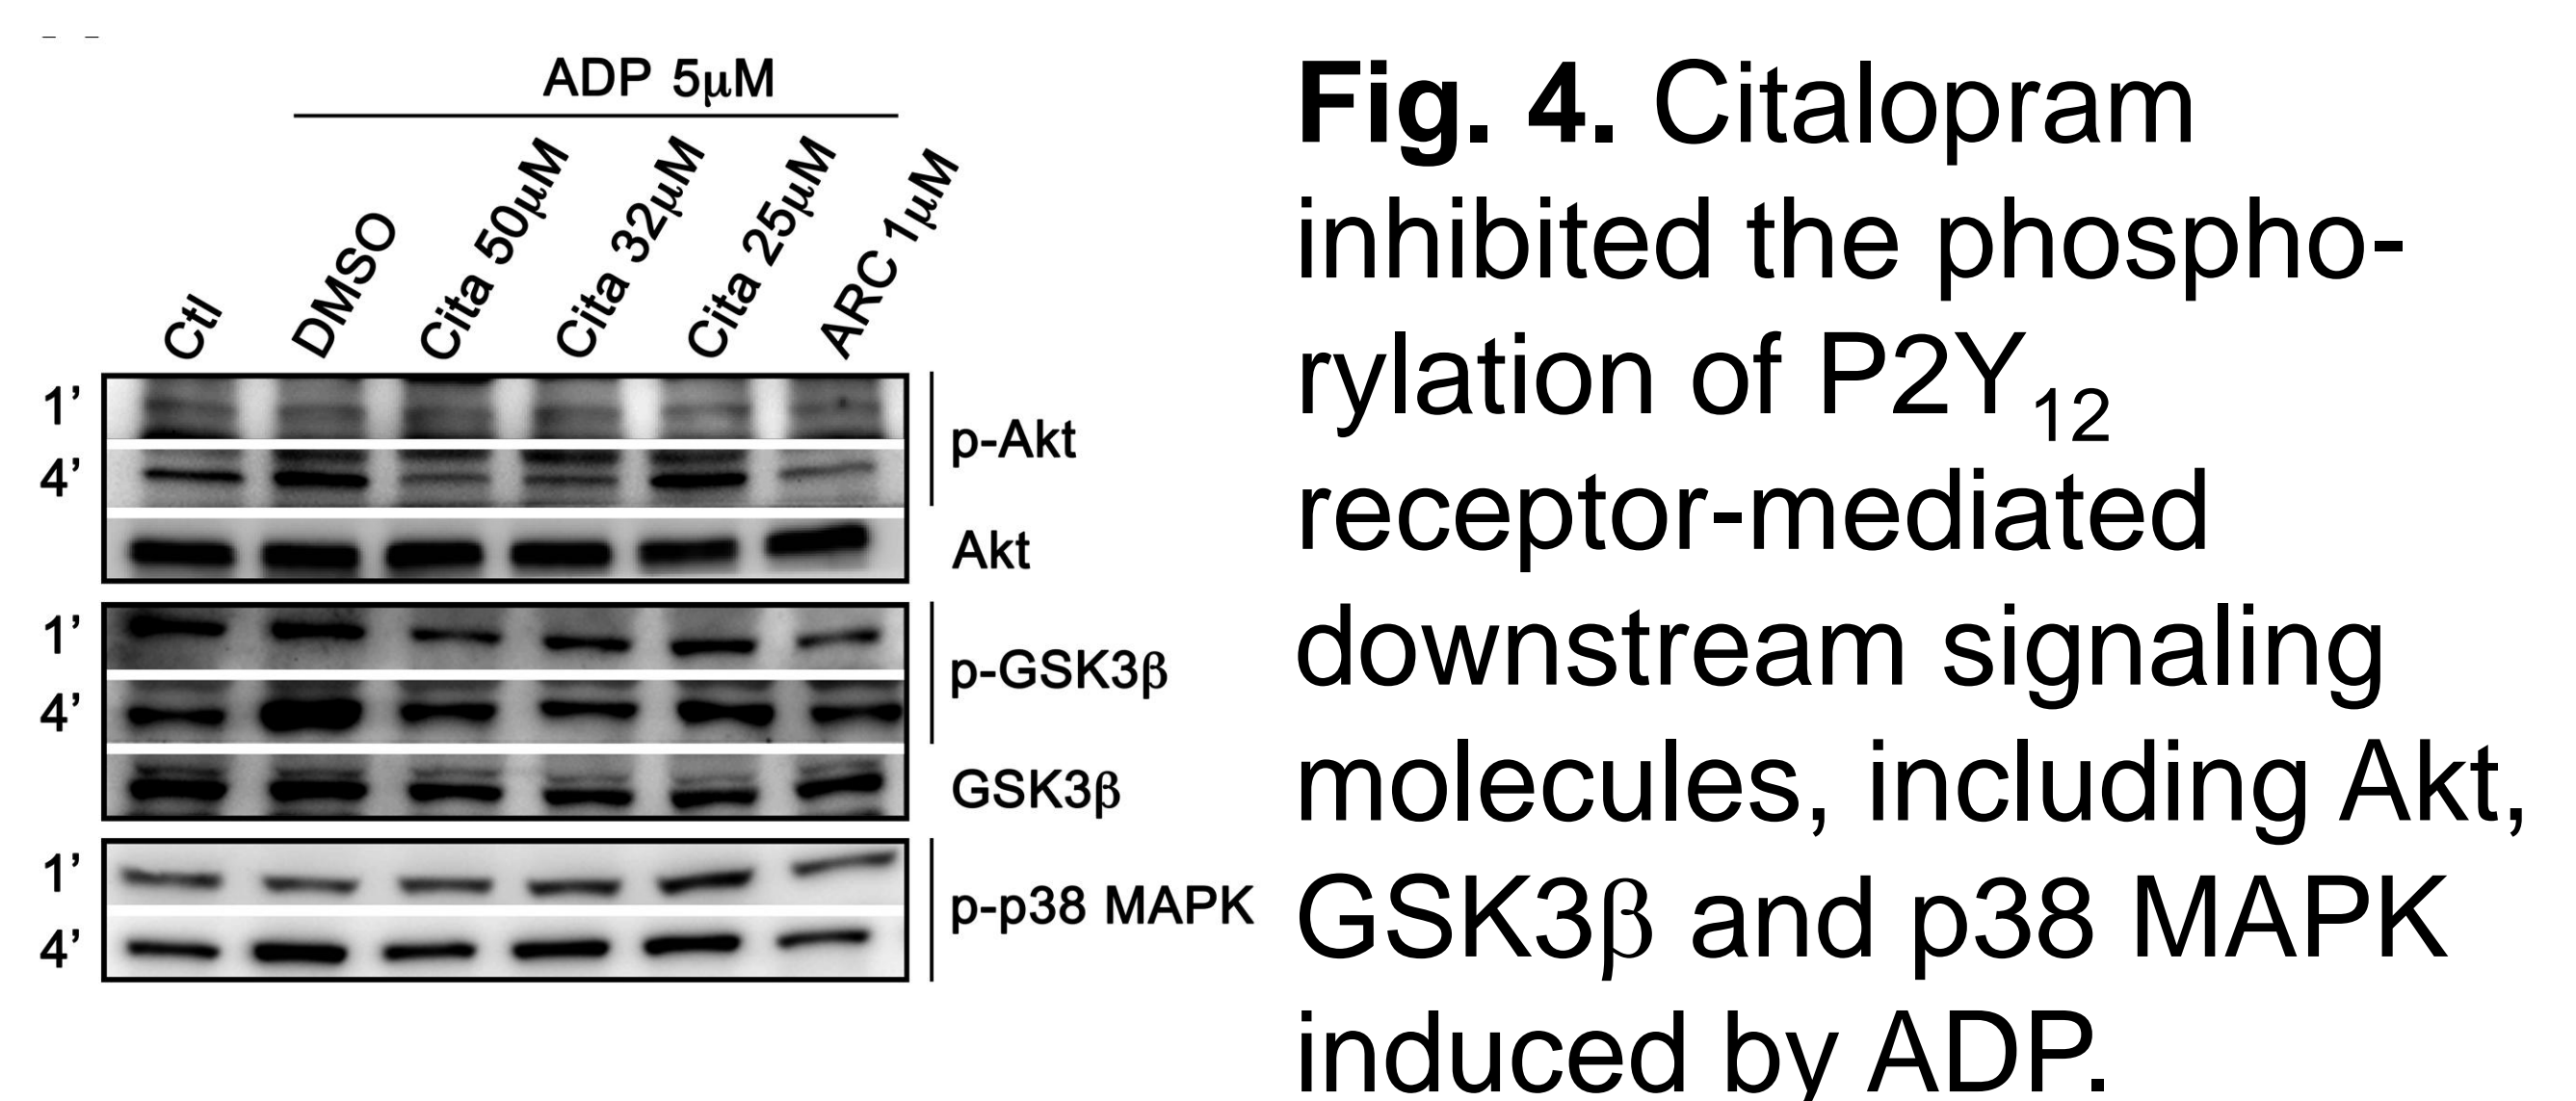 ADP 5μM
Ctl
DMSO
Cita 50μM
Cita 32μM
Cita 25μM
ARC 1μM
1’
p-Akt
4’
Akt
1’
p-GSK3β
4’
GSK3β
1’
p-p38 MAPK
4’
Fig. 4. Citalopram
inhibited the phospho-
rylation of P2Y₁₂
receptor-mediated
downstream signaling
molecules, including Akt,
GSK3β and p38 MAPK
induced by ADP.